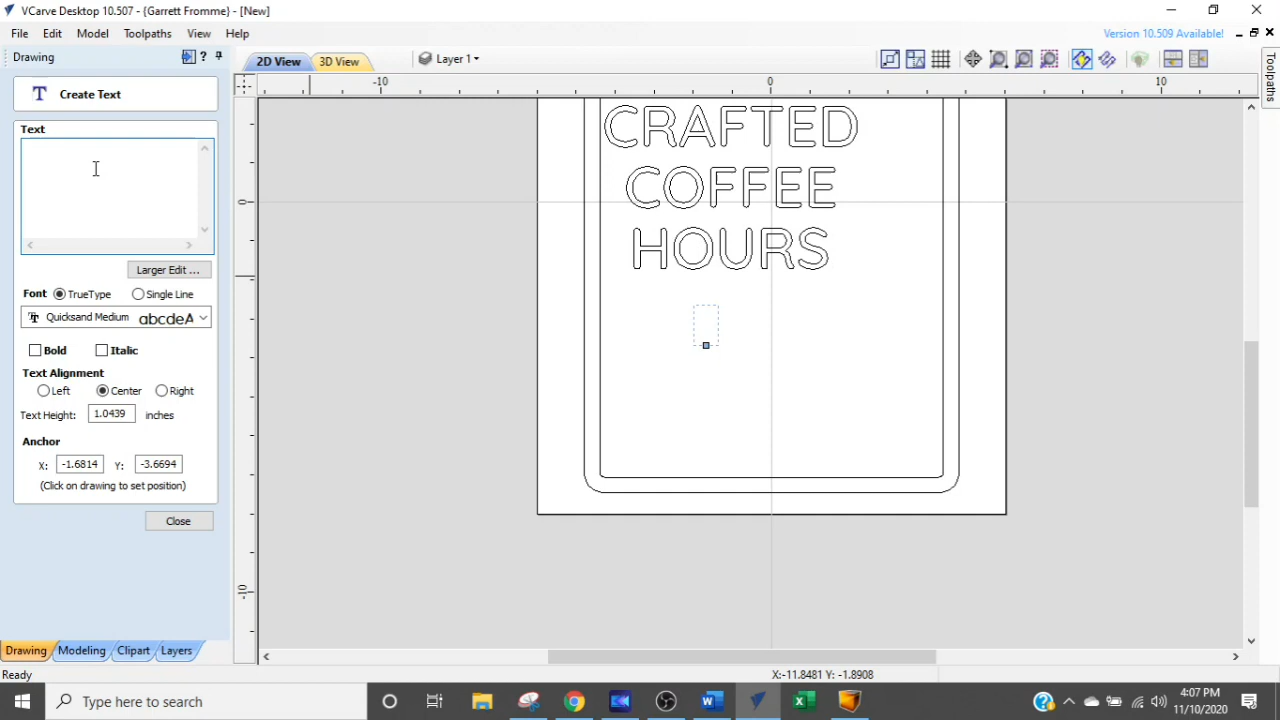 VCarve Desktop 10.507 - {Garrett Fromme} - [New]
File Edit Model Toolpaths View Help
Version 10.509 Available!
Drawing
?
2D View
3D View
Layer 1
Toolpaths
-10
0
10
T Create Text
Text
Larger Edit ...
Font TrueType Single Line
Quicksand Medium abcdeA
Bold Italic
Text Alignment
Left Center Right
Text Height: 1.0439 inches
Anchor
X: -1.6814 Y: -3.6694
(Click on drawing to set position)
Close
0
-10
CRAFTED
COFFEE
HOURS
Drawing Modeling Clipart Layers
Ready
X:-11.8481 Y: -1.8908
Type here to search
4:07 PM
11/10/2020